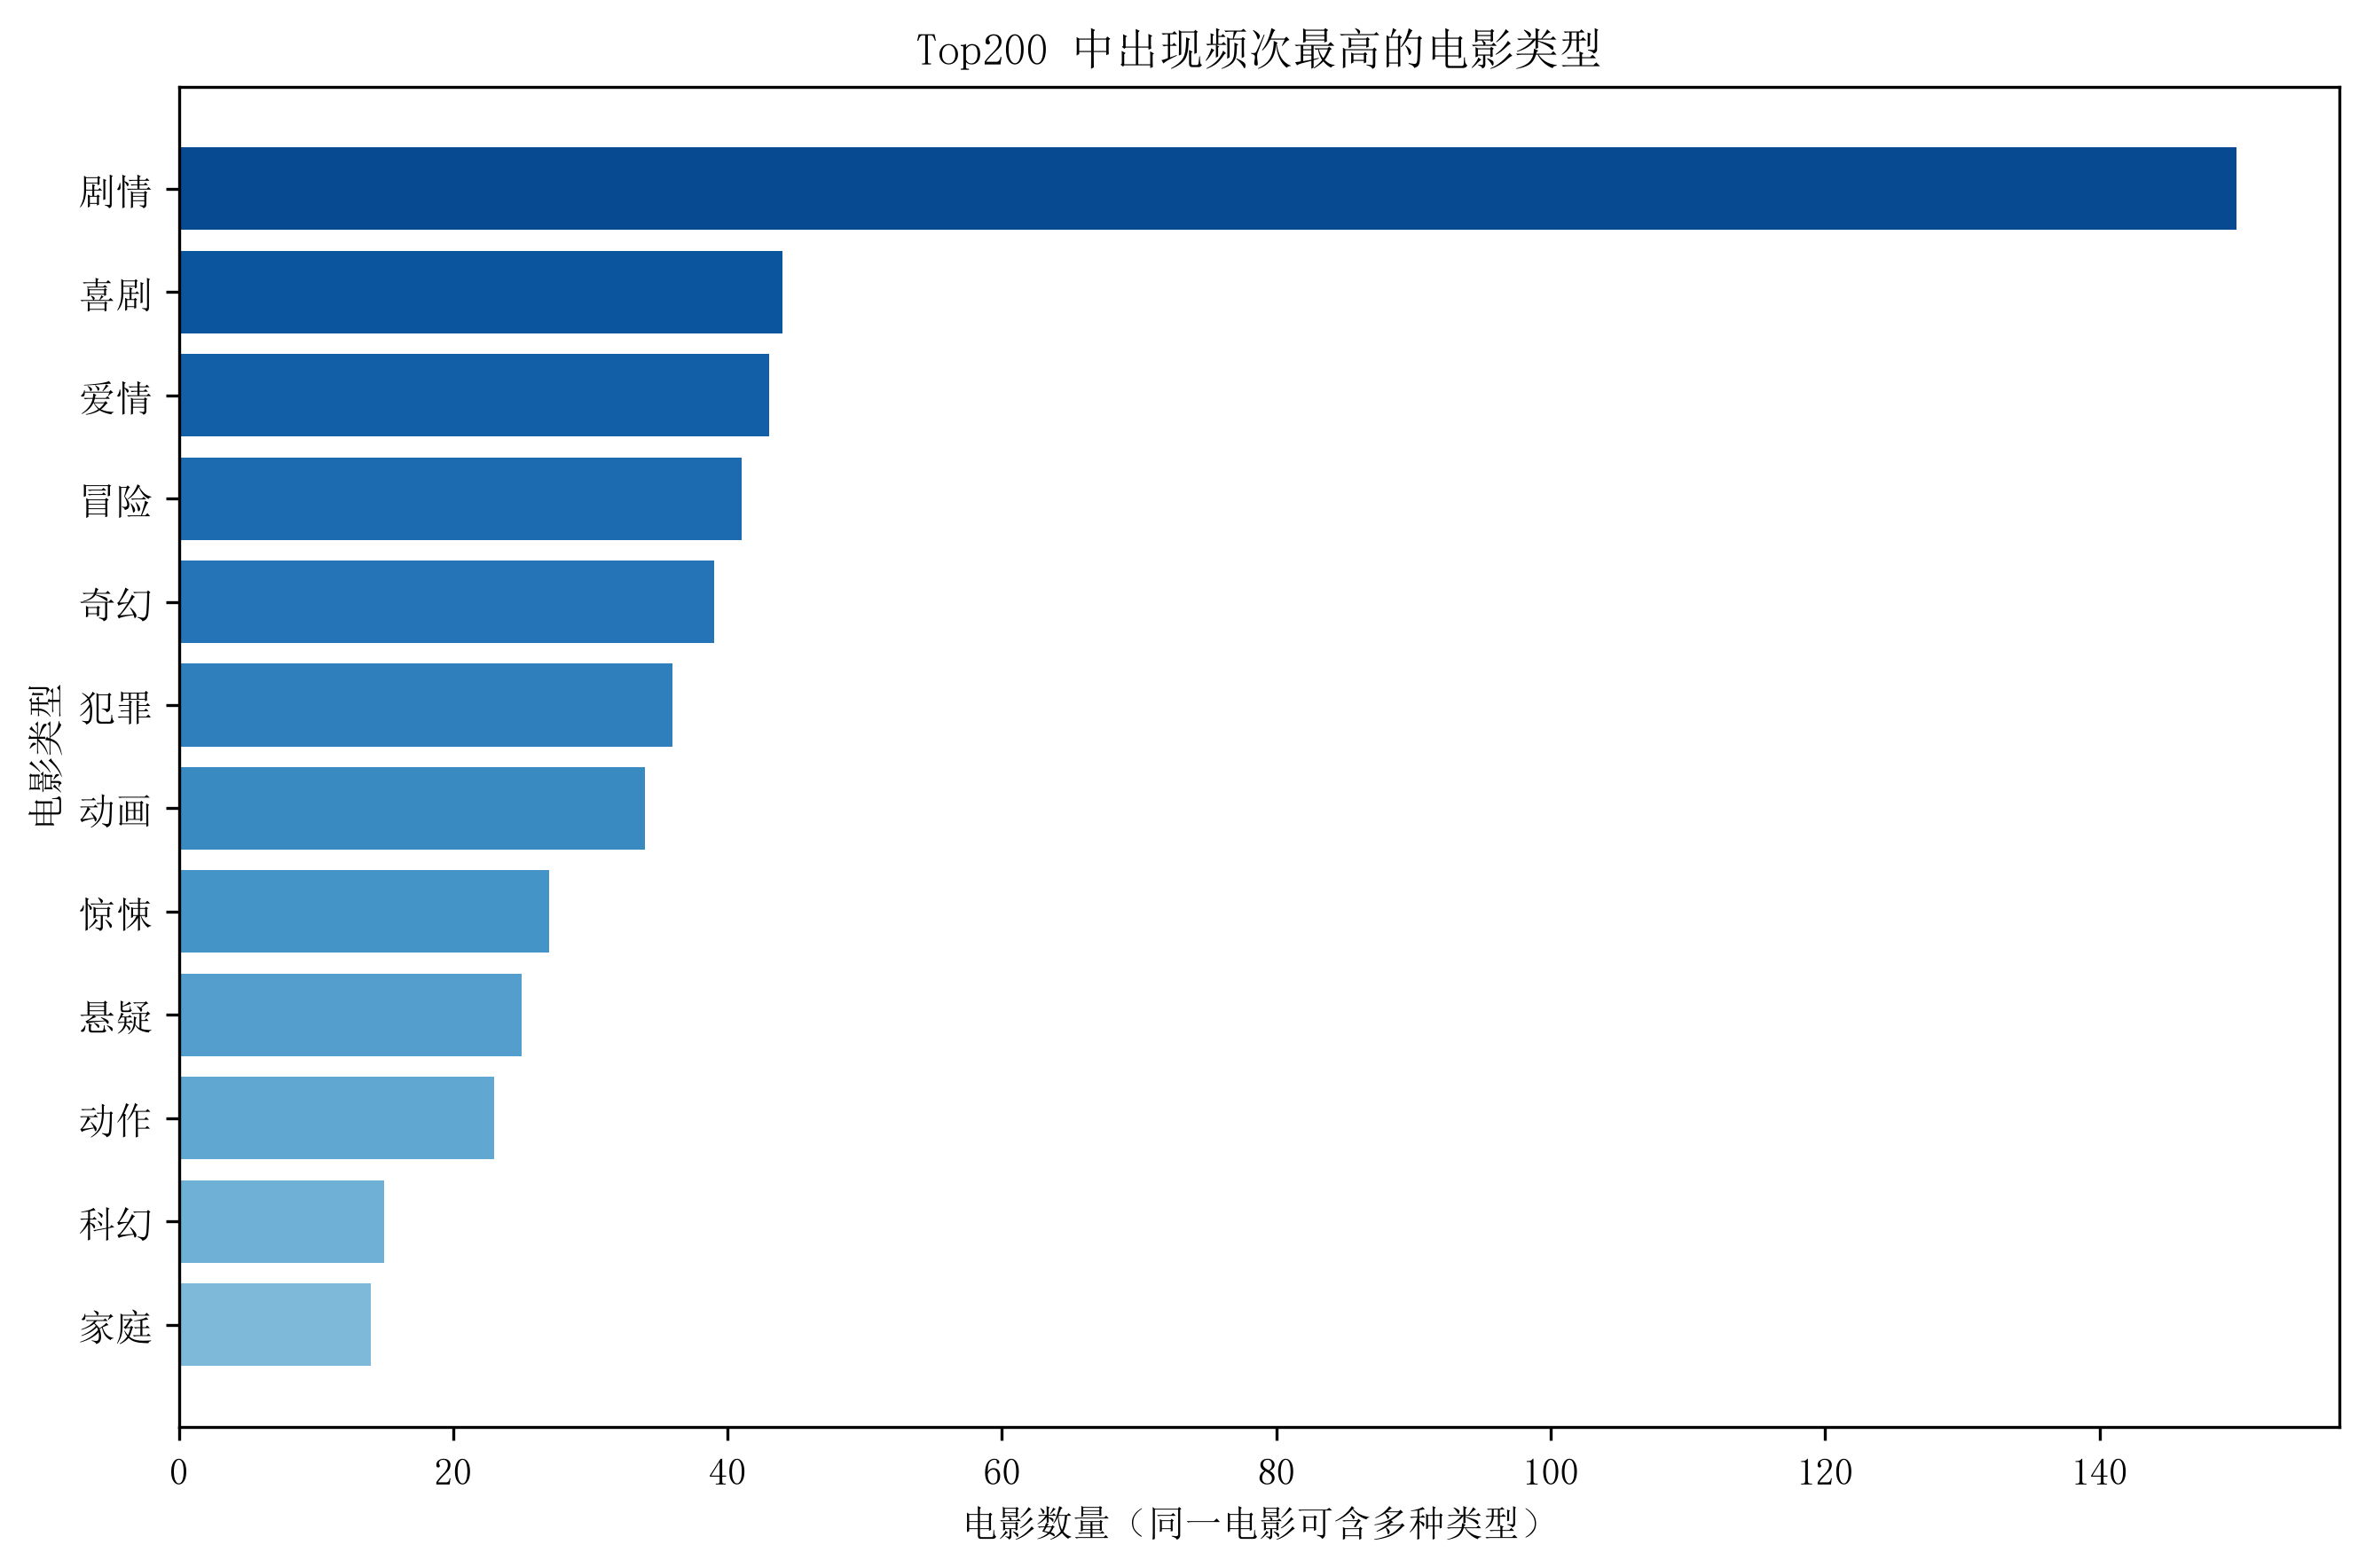 Top200 中出现频次最高的电影类型
剧情
喜剧
爱情
冒险
奇幻
犯罪
动画
惊悚
悬疑
动作
科幻
家庭
电影类型
0 20 40 60 80 100 120 140
电影数量（同一电影可含多种类型）